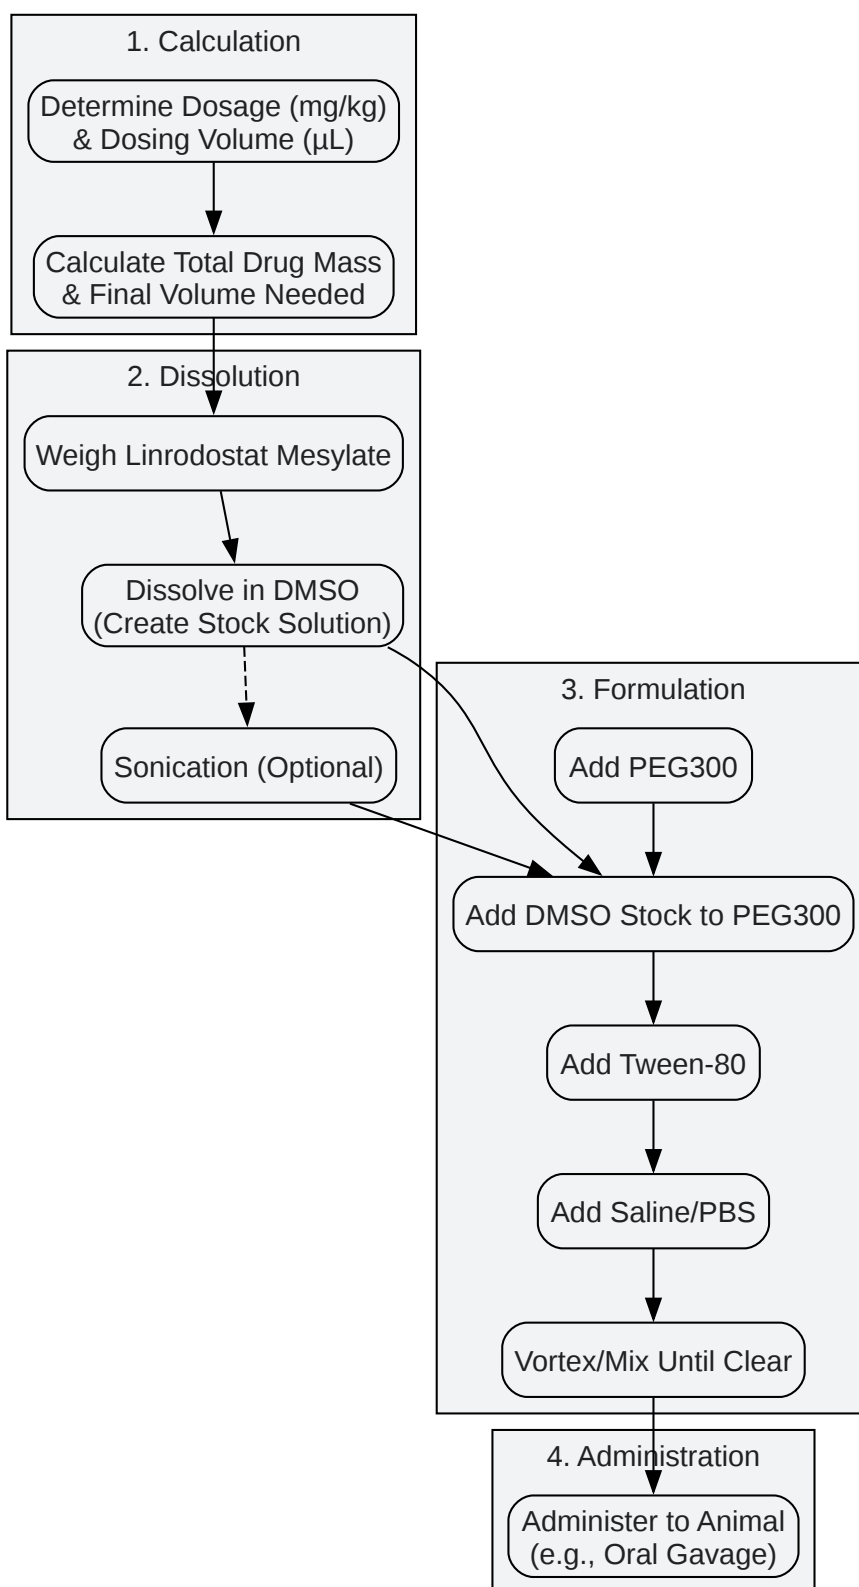 1. Calculation
Determine Dosage (mg/kg)
& Dosing Volume (µL)
Calculate Total Drug Mass
& Final Volume Needed
2. Dissolution
Weigh Linrodostat Mesylate
Dissolve in DMSO
(Create Stock Solution)
Sonication (Optional)
3. Formulation
Add PEG300
Add DMSO Stock to PEG300
Add Tween-80
Add Saline/PBS
Vortex/Mix Until Clear
4. Administration
Administer to Animal
(e.g., Oral Gavage)